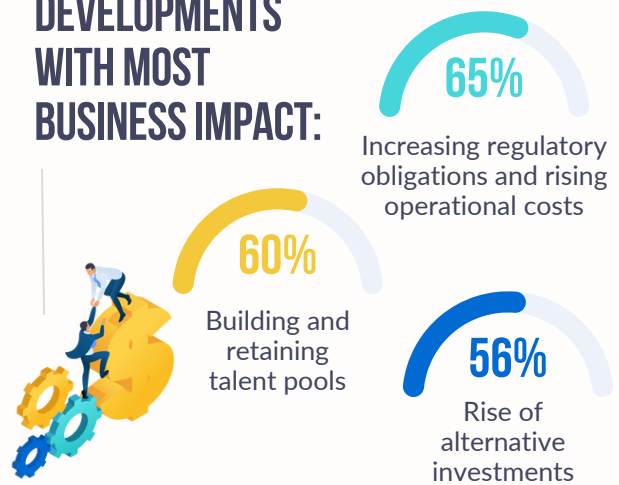 DEVELOPMENTS
WITH MOST
BUSINESS IMPACT:
65%
Increasing regulatory
obligations and rising
operational costs
60%
Building and
retaining
talent pools
56%
Rise of
alternative
investments